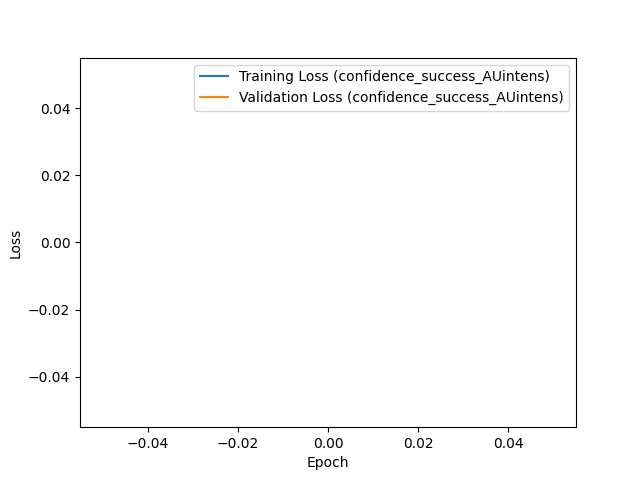 Training Loss (confidence_success_AUintens)
Validation Loss (confidence_success_AUintens)
0.04
0.02
0.00
−0.02
−0.04
Loss
−0.04 −0.02 0.00 0.02 0.04
Epoch